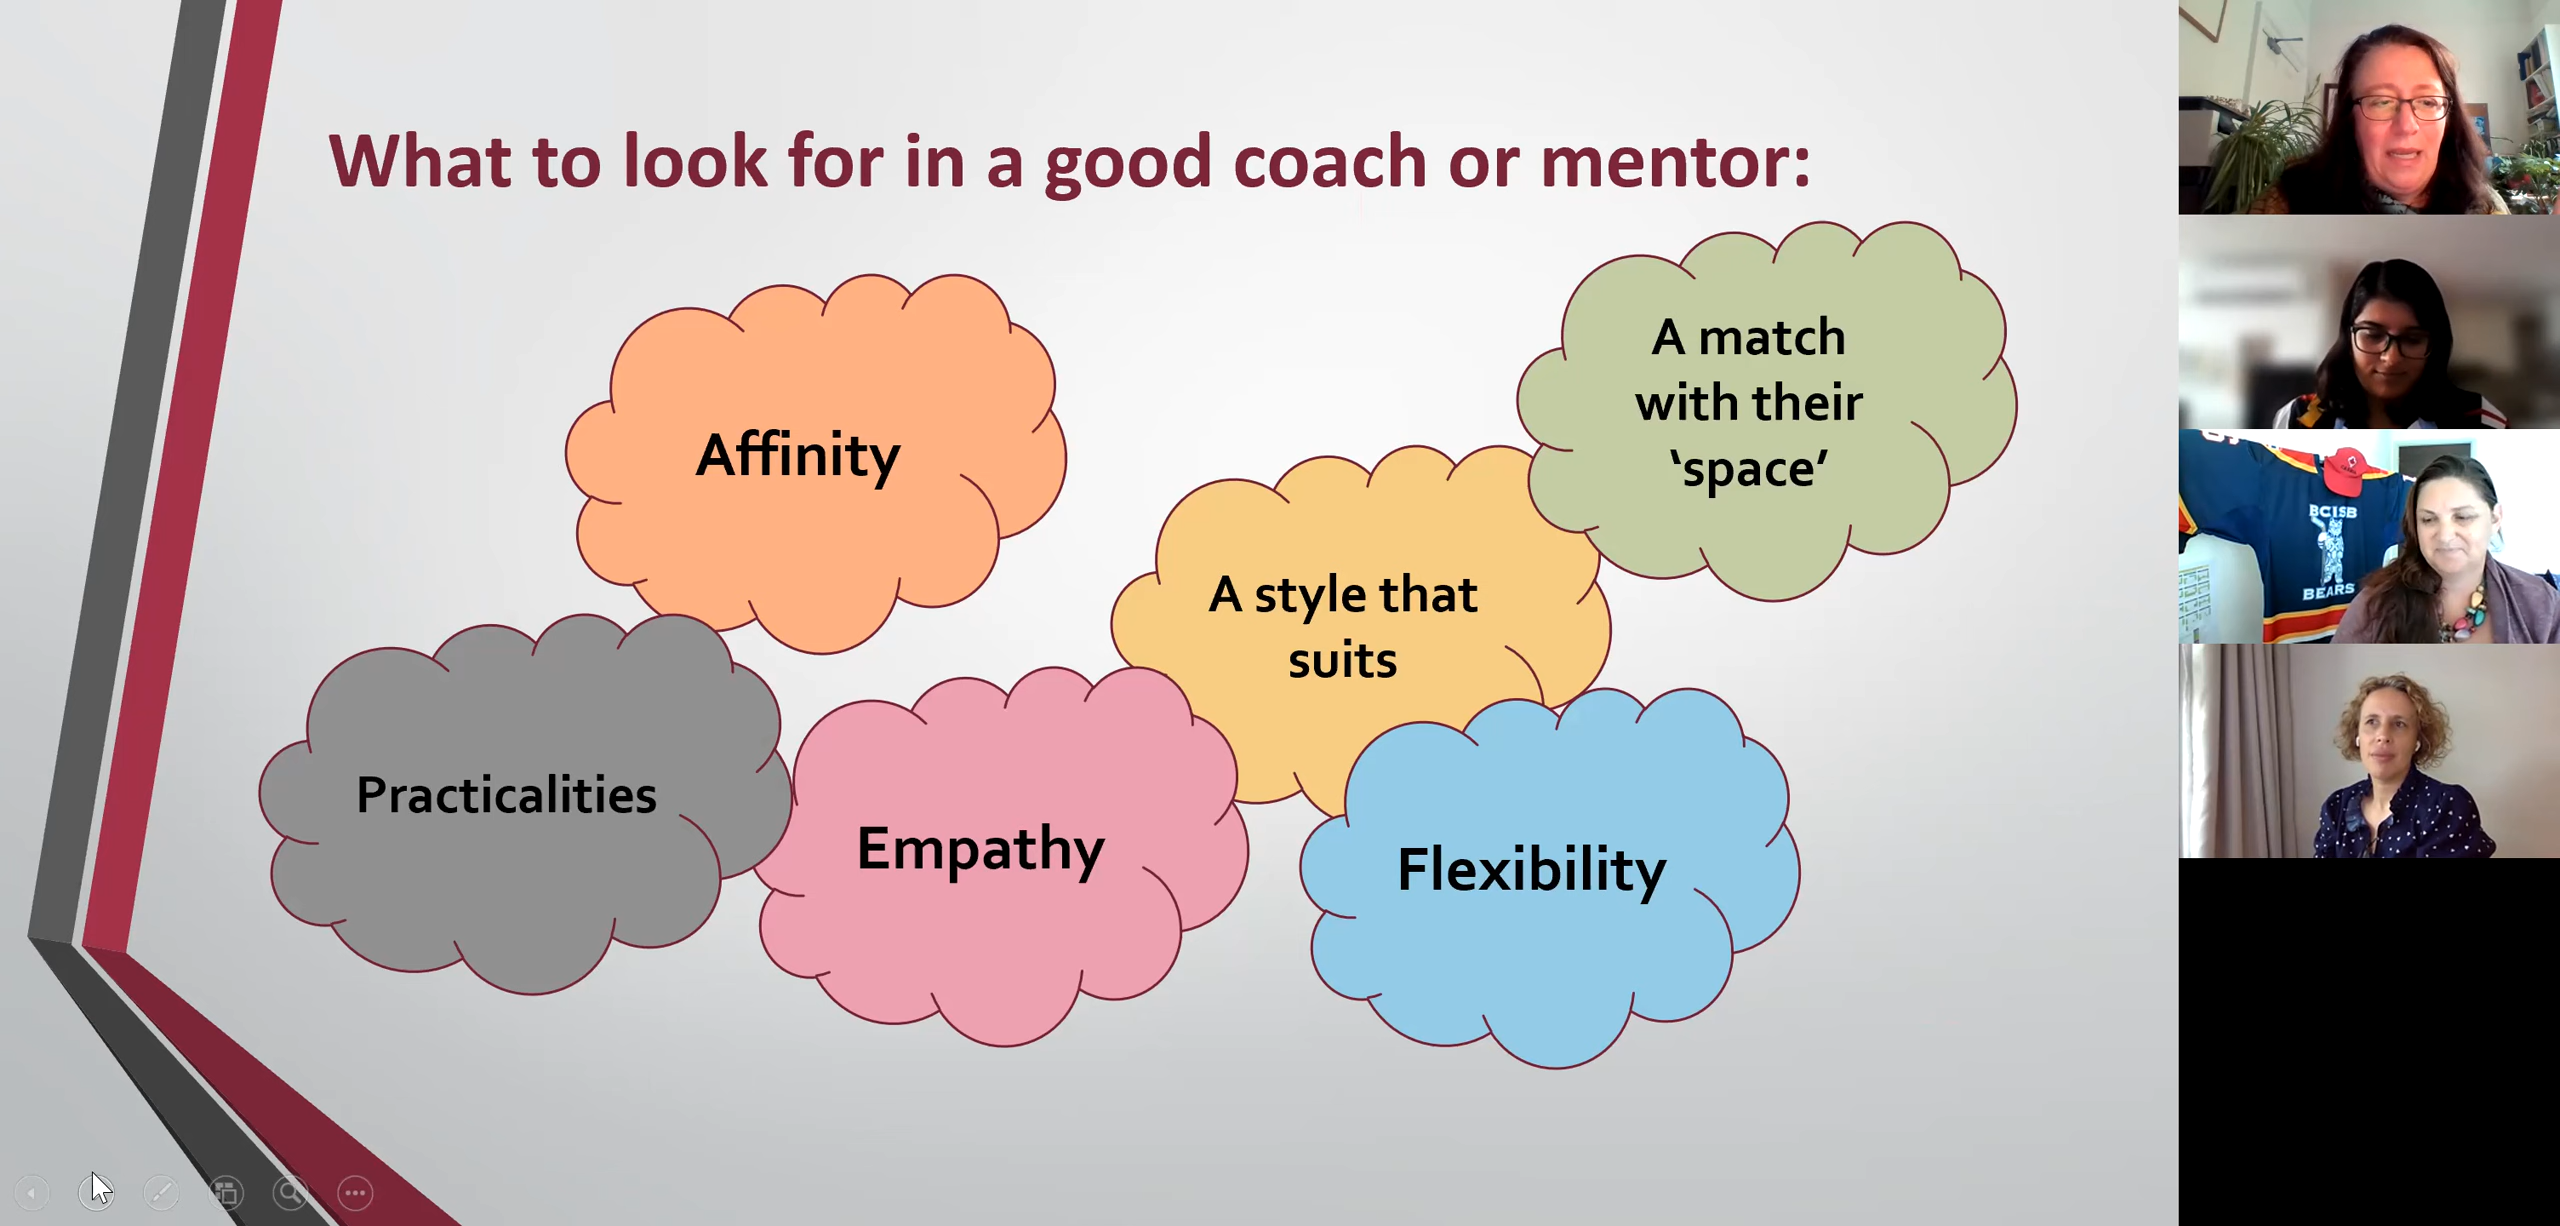 What to look for in a good coach or mentor:
Affinity
A match
with their
‘space’
A style that
suits
Practicalities
Empathy
Flexibility
BCISB
BEARS